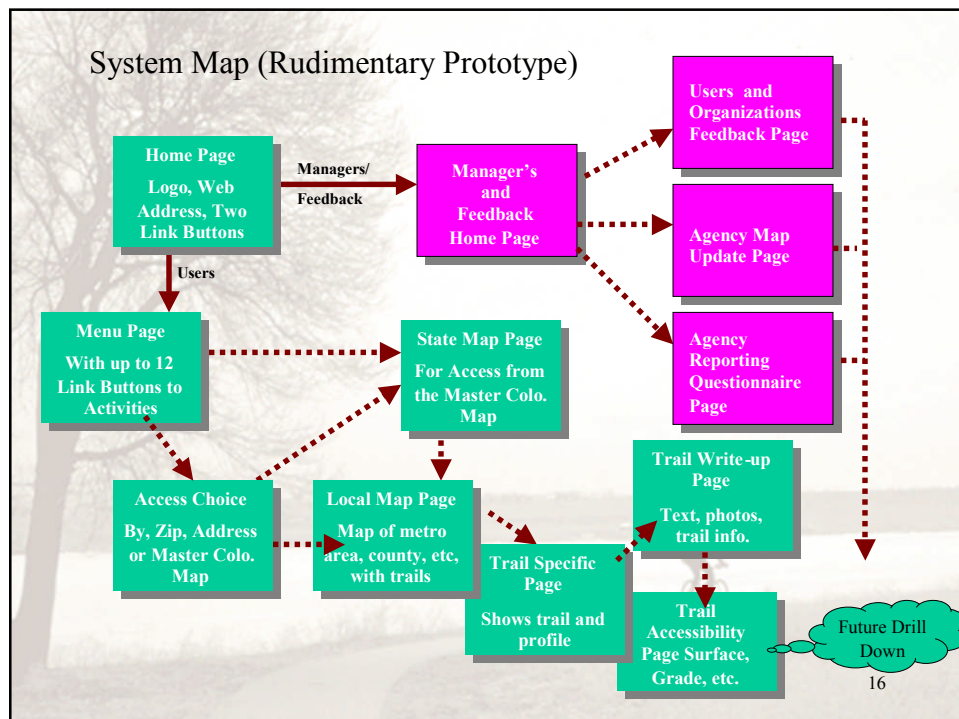 System Map (Rudimentary Prototype)
Home Page
Logo, Web
Address, Two
Link Buttons
Managers/
Feedback
Manager's
and
Feedback
Home Page
Users and
Organizations
Feedback Page
Agency Map
Update Page
Agency
Reporting
Questionnaire
Page
Users
Menu Page
With up to 12
Link Buttons to
Activities
State Map Page
For Access from
the Master Colo.
Map
Access Choice
By, Zip, Address
or Master Colo.
Map
Local Map Page
Map of metro
area, county, etc,
with trails
Trail Specific
Page
Shows trail and
profile
Trail Write-up
Page
Text, photos,
trail info.
Trail
Accessibility
Page Surface,
Grade, etc.
Future Drill
Down
16